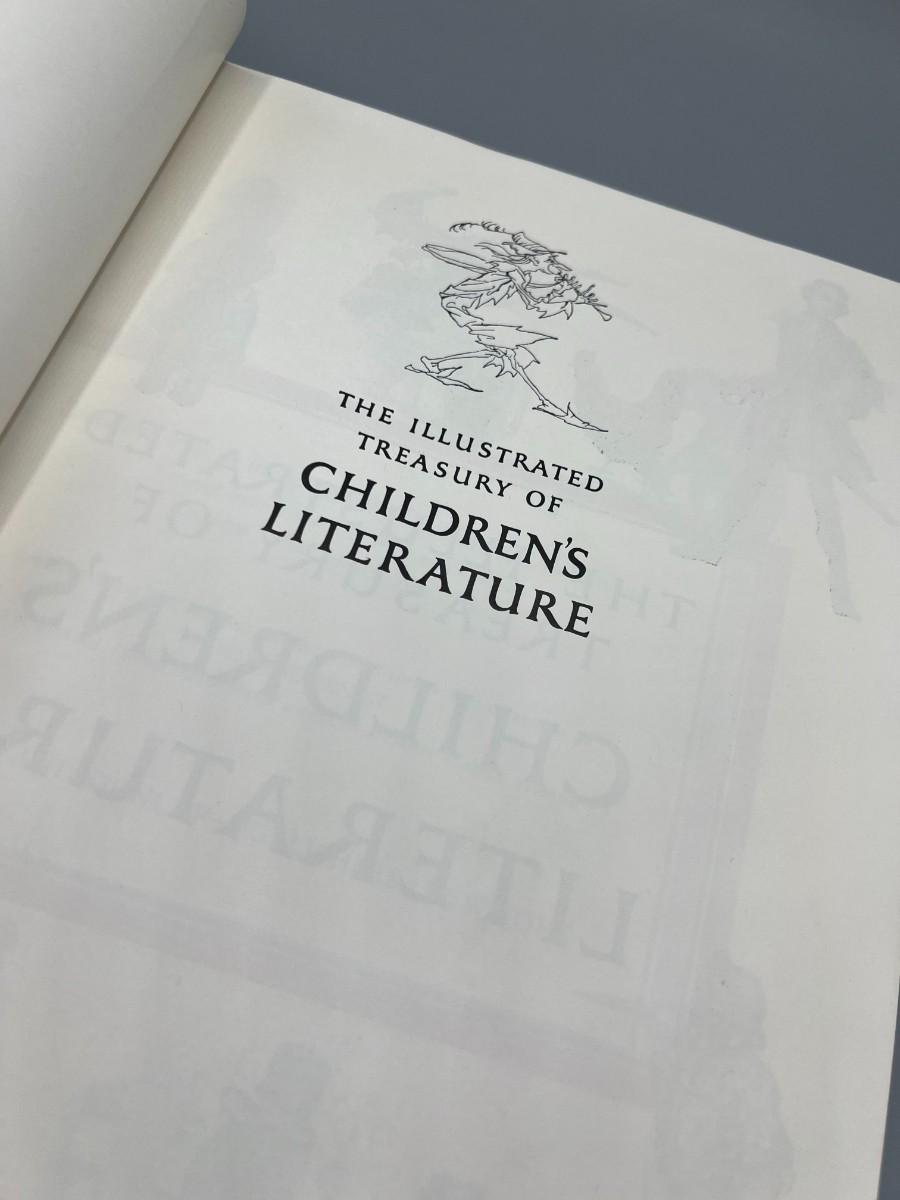 THE ILLUSTRATED
TREASURY OF
CHILDREN'S
LITERATURE